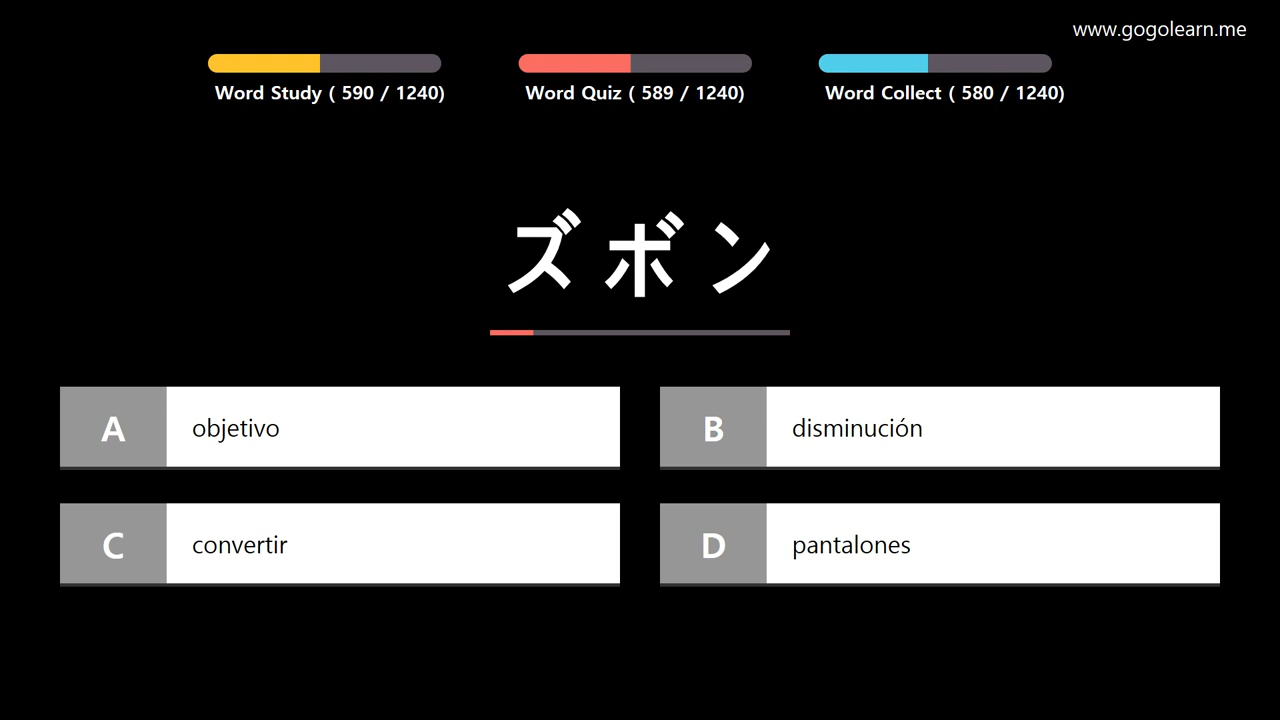 www.gogolearn.me
Word Study ( 590 / 1240)
Word Quiz ( 589 / 1240)
Word Collect ( 580 / 1240)
ズボン
A objetivo
B disminución
C convertir
D pantalones